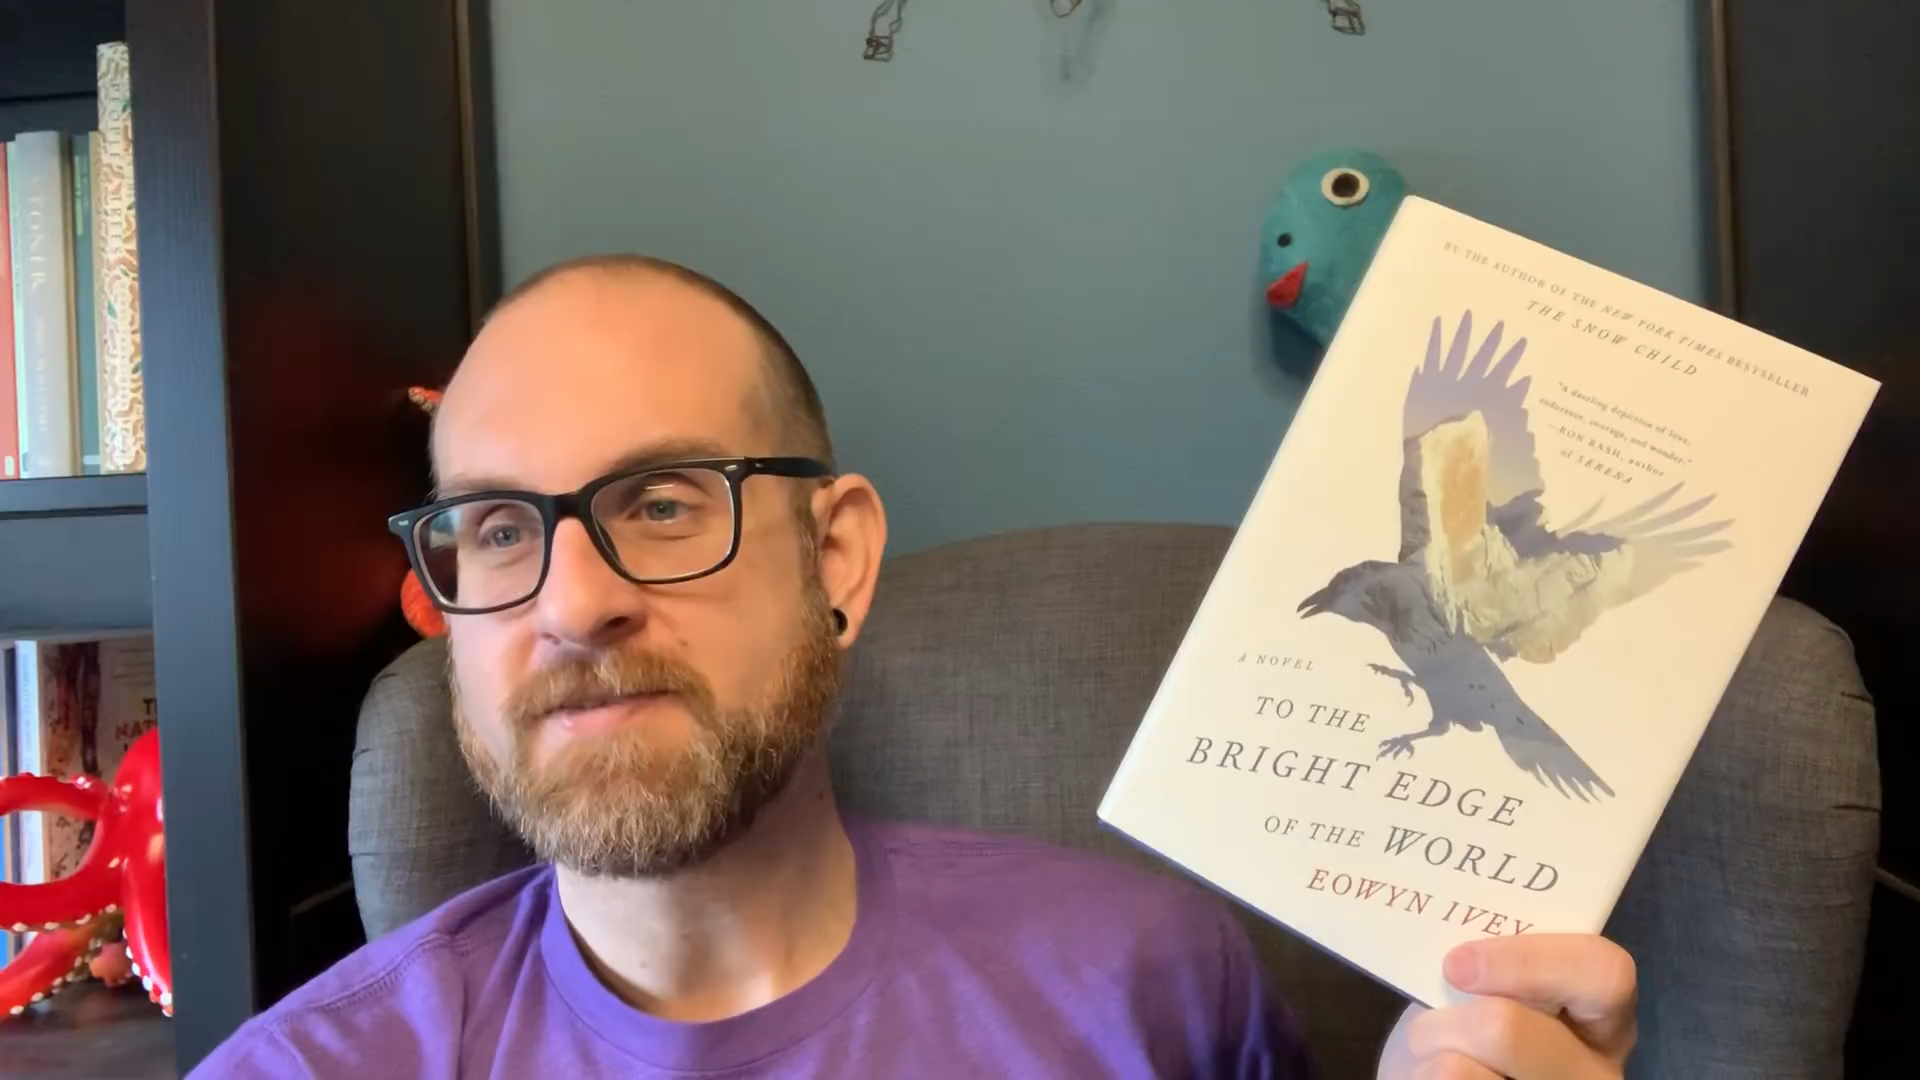 BY THE AUTHOR OF THE NEW YORK TIMES BESTSELLER
THE SNOW CHILD
"A dazzling depiction of love,
endurance, courage, and wonder."
—RON RASH, author
of SERENA
A NOVEL
TO THE
BRIGHT EDGE
OF THE WORLD
EOWYN IVEY